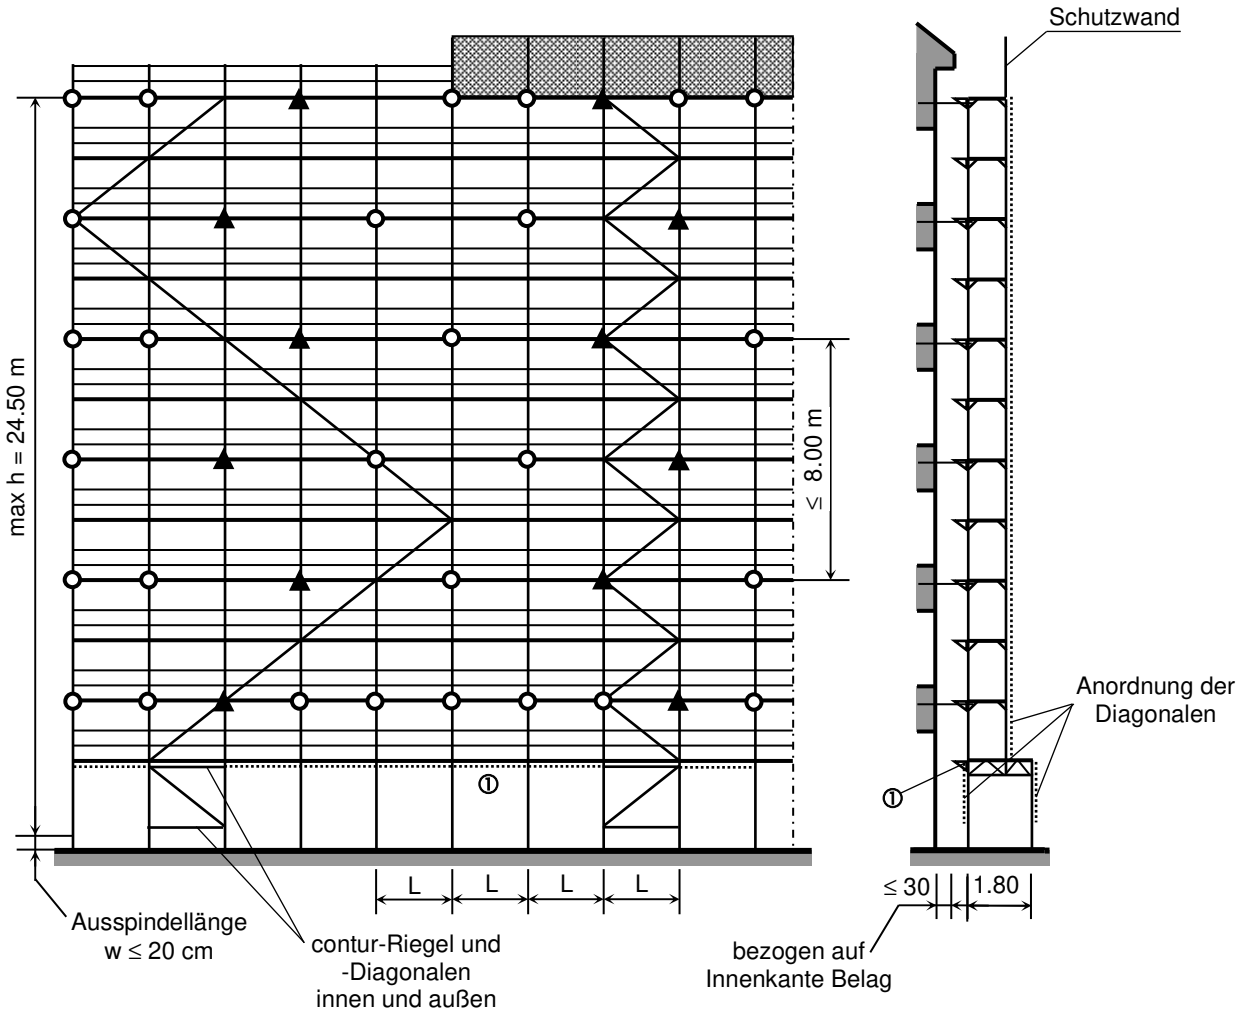 Schutzwand
max h = 24.50 m
≤ 8.00 m
Anordnung der
Diagonalen
①
①
L
L
L
L
≤ 30
1.80
Ausspindellänge
w ≤ 20 cm
contur-Riegel und
-Diagonalen
innen und außen
bezogen auf
Innenkante Belag